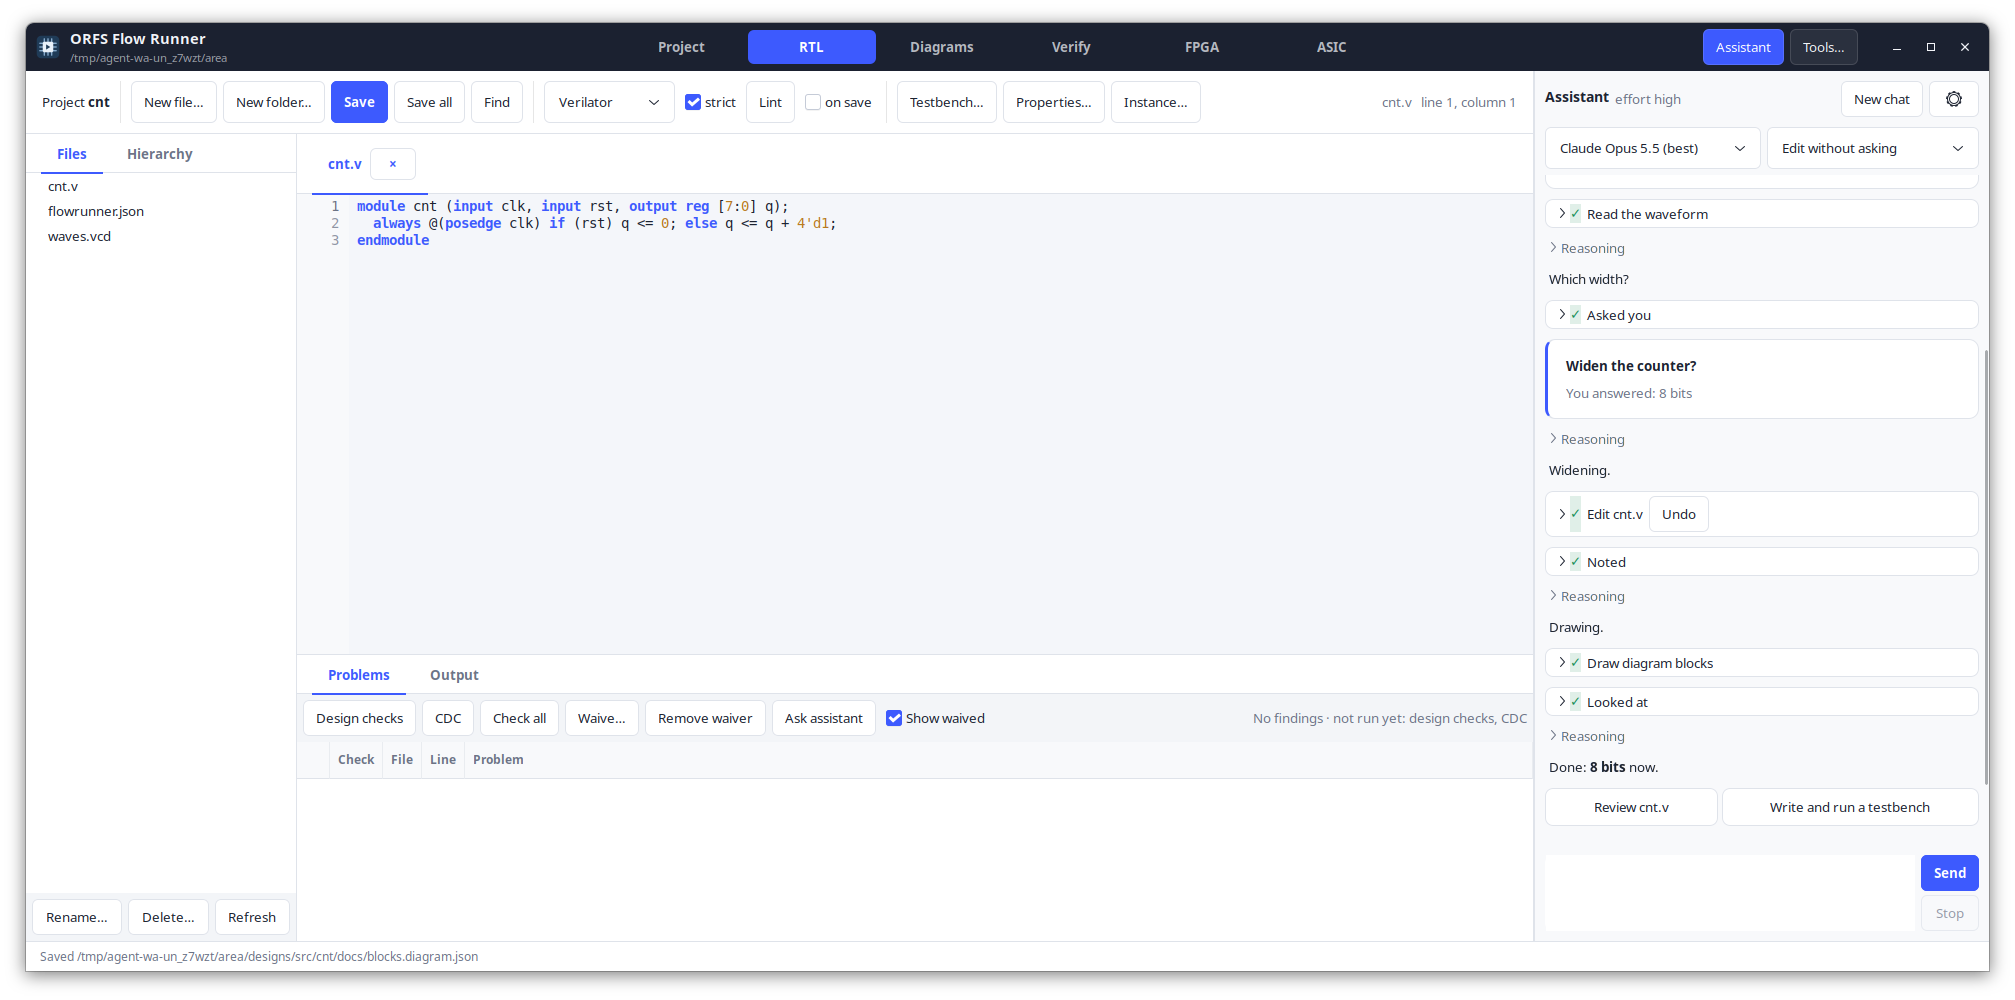 ORFS Flow Runner
/tmp/agent-wa-un_z7wzt/area
Project RTL Diagrams Verify FPGA ASIC
Assistant Tools...
Project cnt New file... New folder... Save Save all Find Verilator strict Lint on save Testbench... Properties... Instance... cnt.v line 1, column 1
Files Hierarchy
cnt.v
flowrunner.json
waves.vcd
Rename... Delete... Refresh
cnt.v ×
1 module cnt (input clk, input rst, output reg [7:0] q);
2 always @(posedge clk) if (rst) q <= 0; else q <= q + 4'd1;
3 endmodule
Problems Output
Design checks CDC Check all Waive... Remove waiver Ask assistant Show waived No findings · not run yet: design checks, CDC
Check File Line Problem
Assistant effort high New chat
Claude Opus 5.5 (best) Edit without asking
✓ Read the waveform
Reasoning
Which width?
✓ Asked you
Widen the counter?
You answered: 8 bits
Reasoning
Widening.
✓ Edit cnt.v Undo
✓ Noted
Reasoning
Drawing.
✓ Draw diagram blocks
✓ Looked at
Reasoning
Done: 8 bits now.
Review cnt.v Write and run a testbench
Send
Stop
Saved /tmp/agent-wa-un_z7wzt/area/designs/src/cnt/docs/blocks.diagram.json